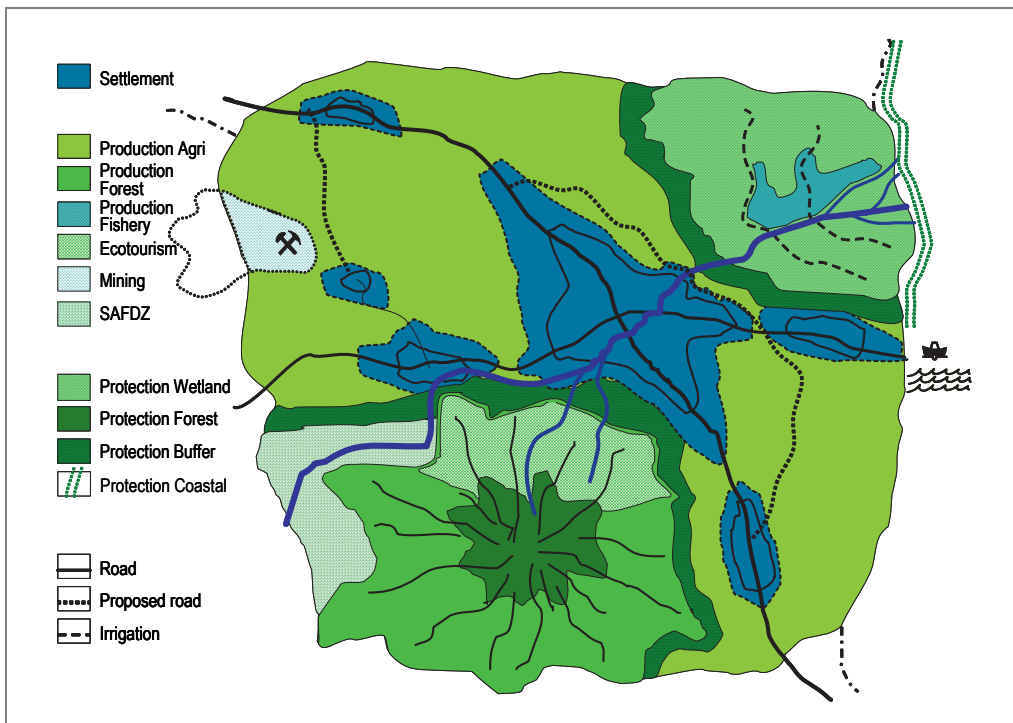 Settlement
Production Agri
Production
Forest
Production
Fishery
Ecotourism
Mining
SAFDZ
Protection Wetland
Protection Forest
Protection Buffer
Protection Coastal
Road
Proposed road
Irrigation